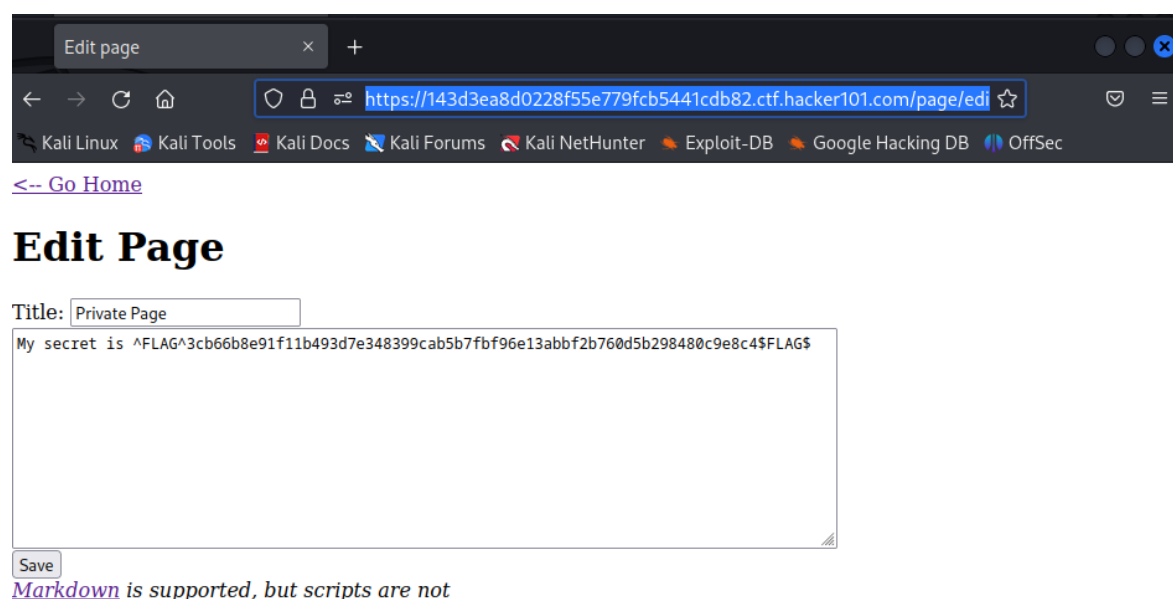 Edit page
https://143d3ea8d0228f55e779fcb5441cdb82.ctf.hacker101.com/page/edi
Kali Linux Kali Tools Kali Docs Kali Forums Kali NetHunter Exploit-DB Google Hacking DB OffSec
<-- Go Home
Edit Page
Title: Private Page
My secret is ^FLAG^3cb66b8e91f11b493d7e348399cab5b7fbf96e13abbf2b760d5b298480c9e8c4$FLAG$
Save
Markdown is supported, but scripts are not